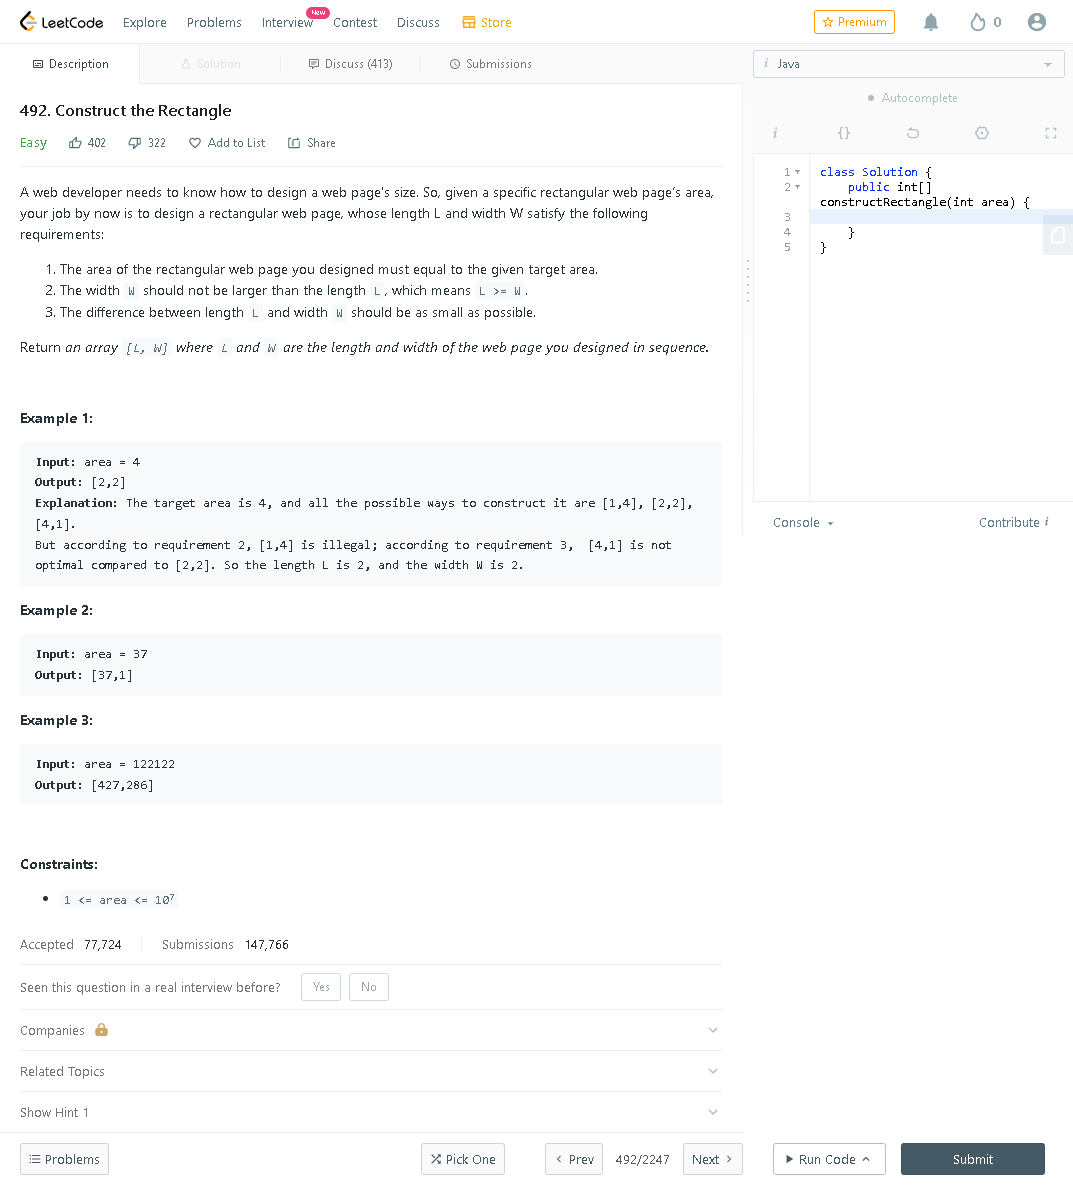 LeetCode Explore Problems Interview New Contest Discuss Store Premium 0
Description Solution Discuss (413) Submissions
i Java
Autocomplete
i {}
492. Construct the Rectangle
Easy 402 322 Add to List Share
A web developer needs to know how to design a web page's size. So, given a specific rectangular web page’s area,
your job by now is to design a rectangular web page, whose length L and width W satisfy the following
requirements:
1. The area of the rectangular web page you designed must equal to the given target area.
2. The width W should not be larger than the length L, which means L >= W.
3. The difference between length L and width W should be as small as possible.
Return an array [L, W] where L and W are the length and width of the web page you designed in sequence.
Example 1:
Input: area = 4
Output: [2,2]
Explanation: The target area is 4, and all the possible ways to construct it are [1,4], [2,2],
[4,1].
But according to requirement 2, [1,4] is illegal; according to requirement 3,  [4,1] is not
optimal compared to [2,2]. So the length L is 2, and the width W is 2.
Example 2:
Input: area = 37
Output: [37,1]
Example 3:
Input: area = 122122
Output: [427,286]
Constraints:
• 1 <= area <= 10⁷
Accepted 77,724 Submissions 147,766
Seen this question in a real interview before? Yes No
Companies
Related Topics
Show Hint 1
1 class Solution {
2     public int[]
constructRectangle(int area) {
3
4     }
5 }
Console Contribute i
Problems Pick One Prev 492/2247 Next Run Code Submit